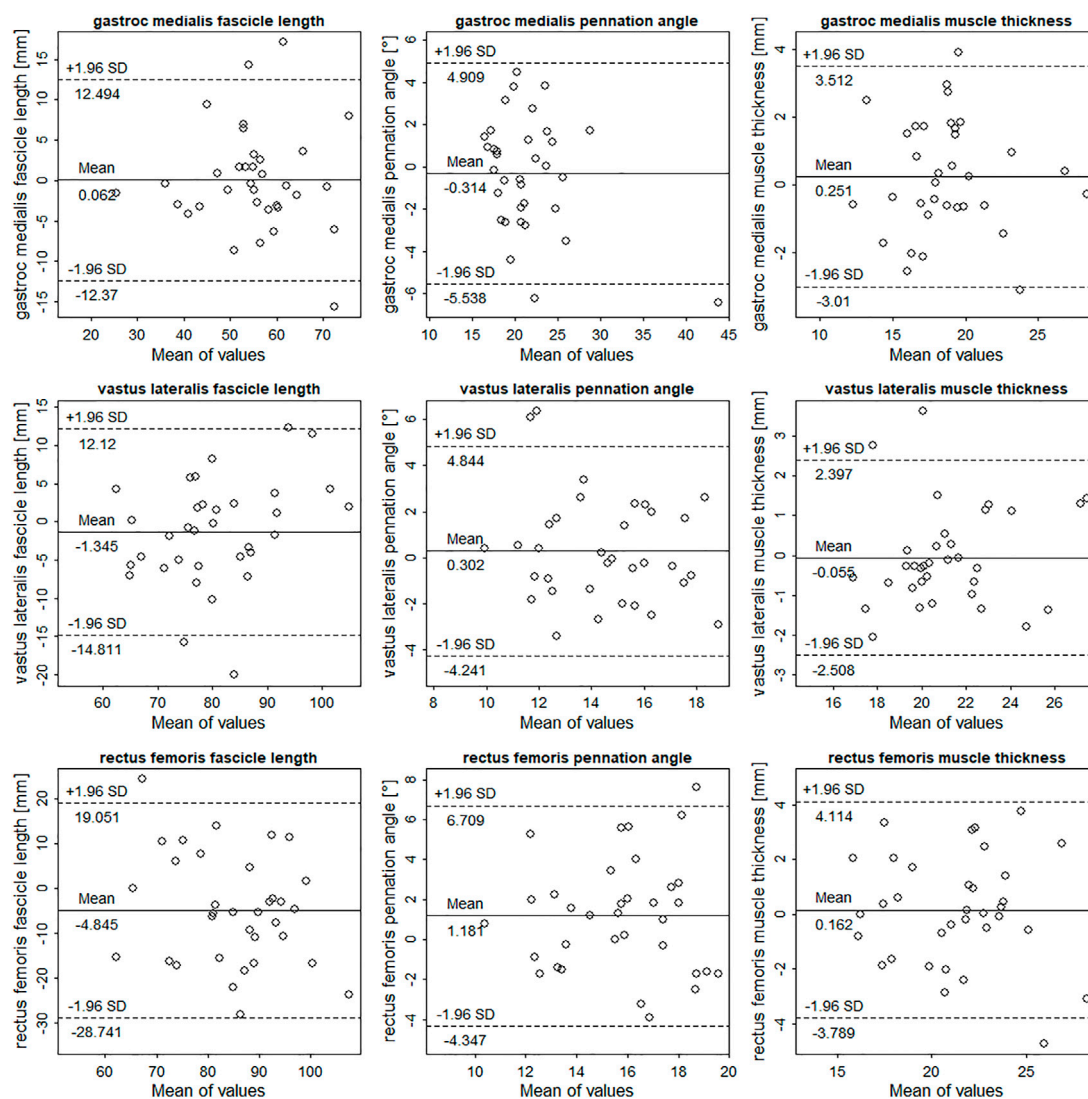 gastroc medialis fascicle length
gastroc medialis fascicle length [mm]
15
10
5
0
-5
-10
-15
+1.96 SD
12.494
Mean
0.062
-1.96 SD
-12.37
20 30 40 50 60 70
Mean of values
gastroc medialis pennation angle
gastroc medialis pennation angle [°]
6
4
2
0
-2
-4
-6
+1.96 SD
4.909
Mean
-0.314
-1.96 SD
-5.538
10 15 20 25 30 35 40 45
Mean of values
gastroc medialis muscle thickness
gastroc medialis muscle thickness [mm]
4
2
0
-2
+1.96 SD
3.512
Mean
0.251
-1.96 SD
-3.01
10 15 20 25
Mean of values
vastus lateralis fascicle length
vastus lateralis fascicle length [mm]
15
10
5
0
-5
-10
-15
-20
+1.96 SD
12.12
Mean
-1.345
-1.96 SD
-14.811
60 70 80 90 100
Mean of values
vastus lateralis pennation angle
vastus lateralis pennation angle [°]
6
4
2
0
-2
-4
+1.96 SD
4.844
Mean
0.302
-1.96 SD
-4.241
8 10 12 14 16 18
Mean of values
vastus lateralis muscle thickness
vastus lateralis muscle thickness [mm]
3
2
1
0
-1
-2
-3
+1.96 SD
2.397
Mean
-0.055
-1.96 SD
-2.508
16 18 20 22 24 26
Mean of values
rectus femoris fascicle length
rectus femoris fascicle length [mm]
20
10
0
-10
-20
-30
+1.96 SD
19.051
Mean
-4.845
-1.96 SD
-28.741
60 70 80 90 100
Mean of values
rectus femoris pennation angle
rectus femoris pennation angle [°]
8
6
4
2
0
-2
-4
+1.96 SD
6.709
Mean
1.181
-1.96 SD
-4.347
10 12 14 16 18 20
Mean of values
rectus femoris muscle thickness
rectus femoris muscle thickness [mm]
4
2
0
-2
-4
+1.96 SD
4.114
Mean
0.162
-1.96 SD
-3.789
15 20 25
Mean of values